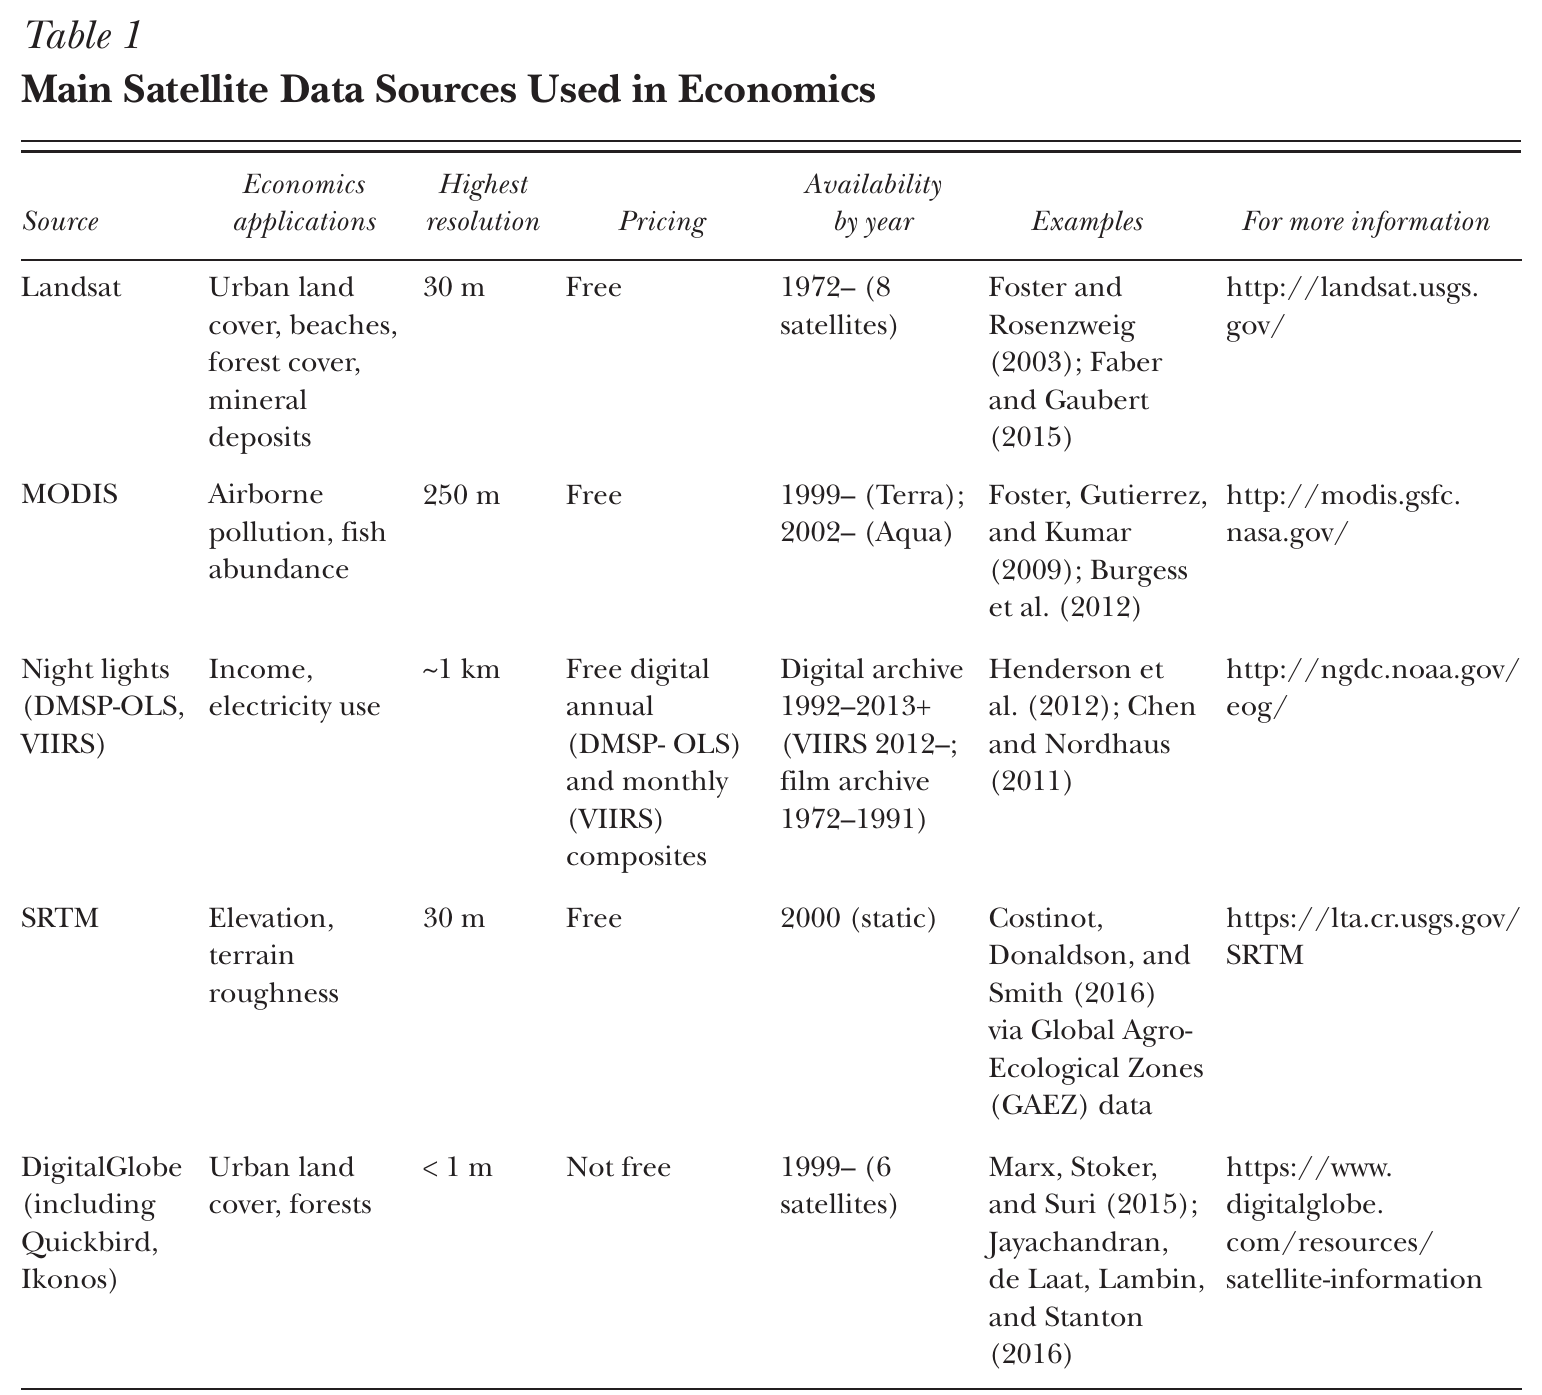 Table 1
Main Satellite Data Sources Used in Economics
Source
Economics
applications
Highest
resolution
Pricing
Availability
by year
Examples
For more information
Landsat
Urban land
cover, beaches,
forest cover,
mineral
deposits
30 m
Free
1972– (8
satellites)
Foster and
Rosenzweig
(2003); Faber
and Gaubert
(2015)
http://landsat.usgs.
gov/
MODIS
Airborne
pollution, fish
abundance
250 m
Free
1999– (Terra);
2002– (Aqua)
Foster, Gutierrez,
and Kumar
(2009); Burgess
et al. (2012)
http://modis.gsfc.
nasa.gov/
Night lights
(DMSP-OLS,
VIIRS)
Income,
electricity use
~1 km
Free digital
annual
(DMSP- OLS)
and monthly
(VIIRS)
composites
Digital archive
1992–2013+
(VIIRS 2012–;
film archive
1972–1991)
Henderson et
al. (2012); Chen
and Nordhaus
(2011)
http://ngdc.noaa.gov/
eog/
SRTM
Elevation,
terrain
roughness
30 m
Free
2000 (static)
Costinot,
Donaldson, and
Smith (2016)
via Global Agro-
Ecological Zones
(GAEZ) data
https://lta.cr.usgs.gov/
SRTM
DigitalGlobe
(including
Quickbird,
Ikonos)
Urban land
cover, forests
< 1 m
Not free
1999– (6
satellites)
Marx, Stoker,
and Suri (2015);
Jayachandran,
de Laat, Lambin,
and Stanton
(2016)
https://www.
digitalglobe.
com/resources/
satellite-information